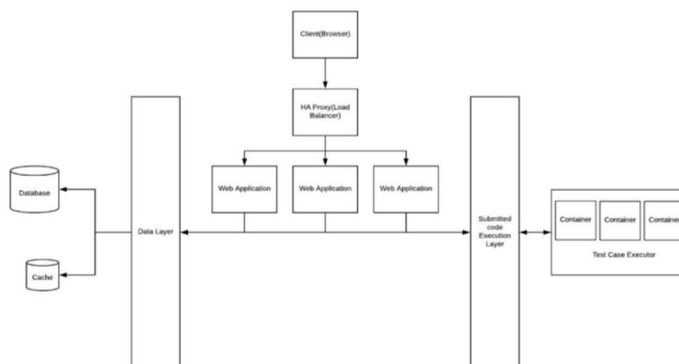 Client(Browser)
HA Proxy(Load
Balancer)
Web Application
Web Application
Web Application
Database
Cache
Data Layer
Submitted
code
Execution
Layer
Container
Container
Container
Test Case Executor